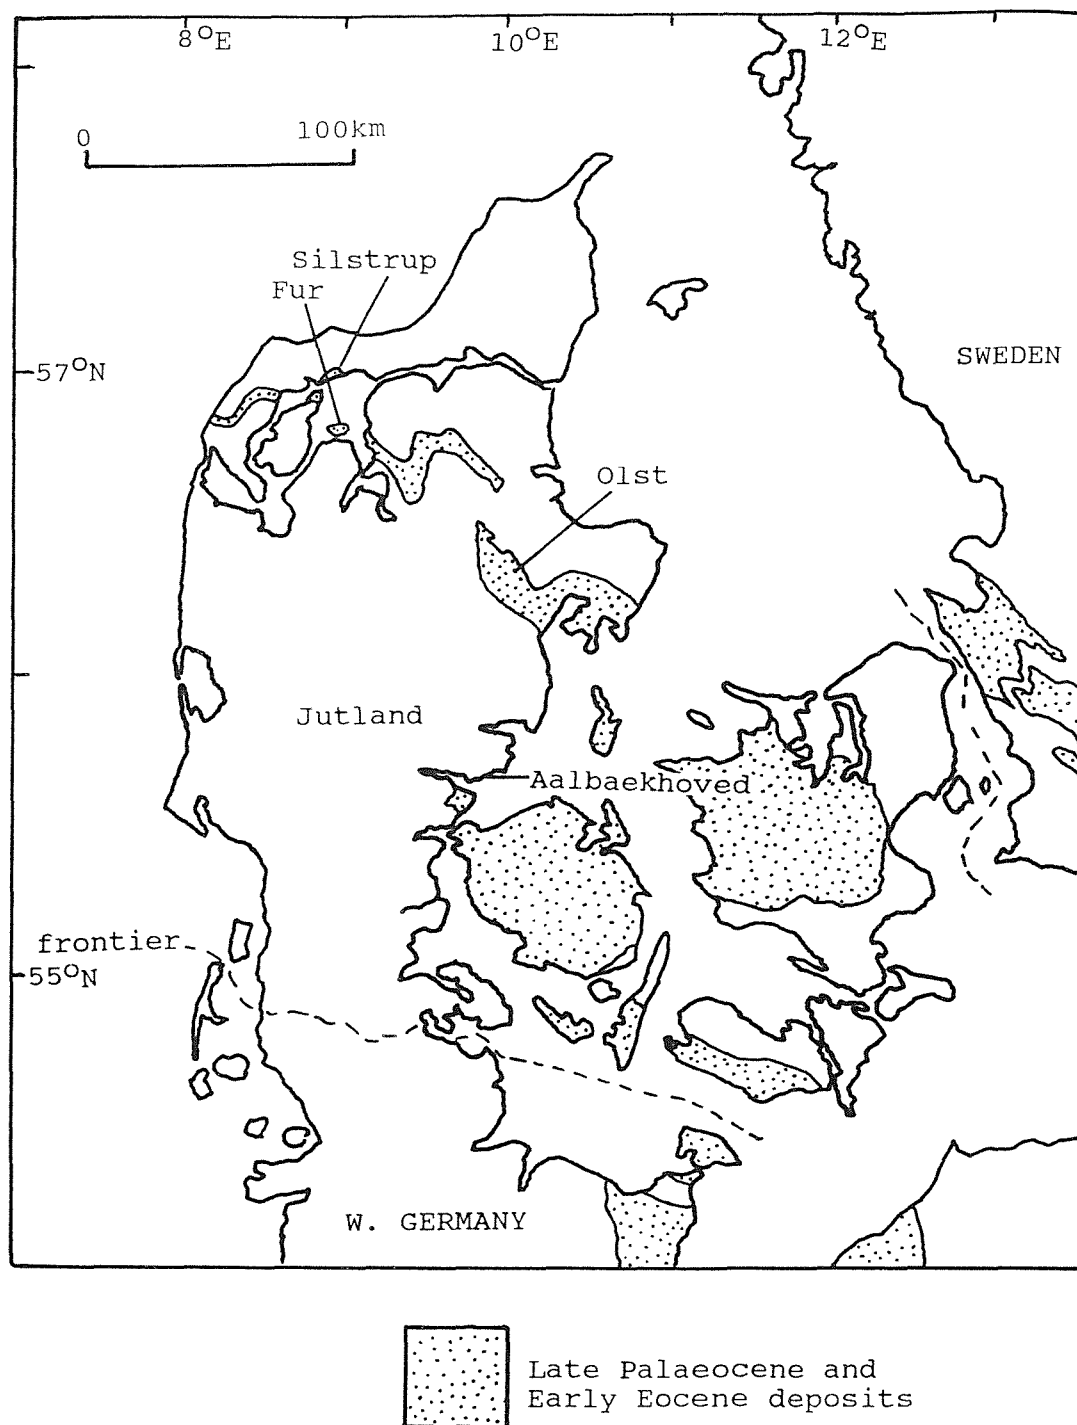 8°E
10°E
12°E
0
100km
Silstrup
Fur
57°N
SWEDEN
Olst
Jutland
Aalbaekhoved
frontier
55°N
W. GERMANY
Late Palaeocene and
Early Eocene deposits